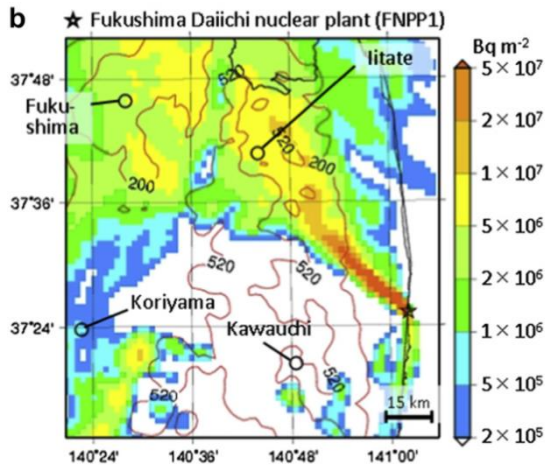 b
☆ Fukushima Daiichi nuclear plant (FNPP1)
Bq m⁻²
Iitate
520
37°48'
Fuku-
shima
520
200
200
37°36'
520
520
Koriyama
Kawauchi
37°24'
520
520
15 km
140°24' 140°36' 140°48' 141°00'
5×10⁷
2×10⁷
1×10⁷
5×10⁶
2×10⁶
1×10⁶
5×10⁵
2×10⁵